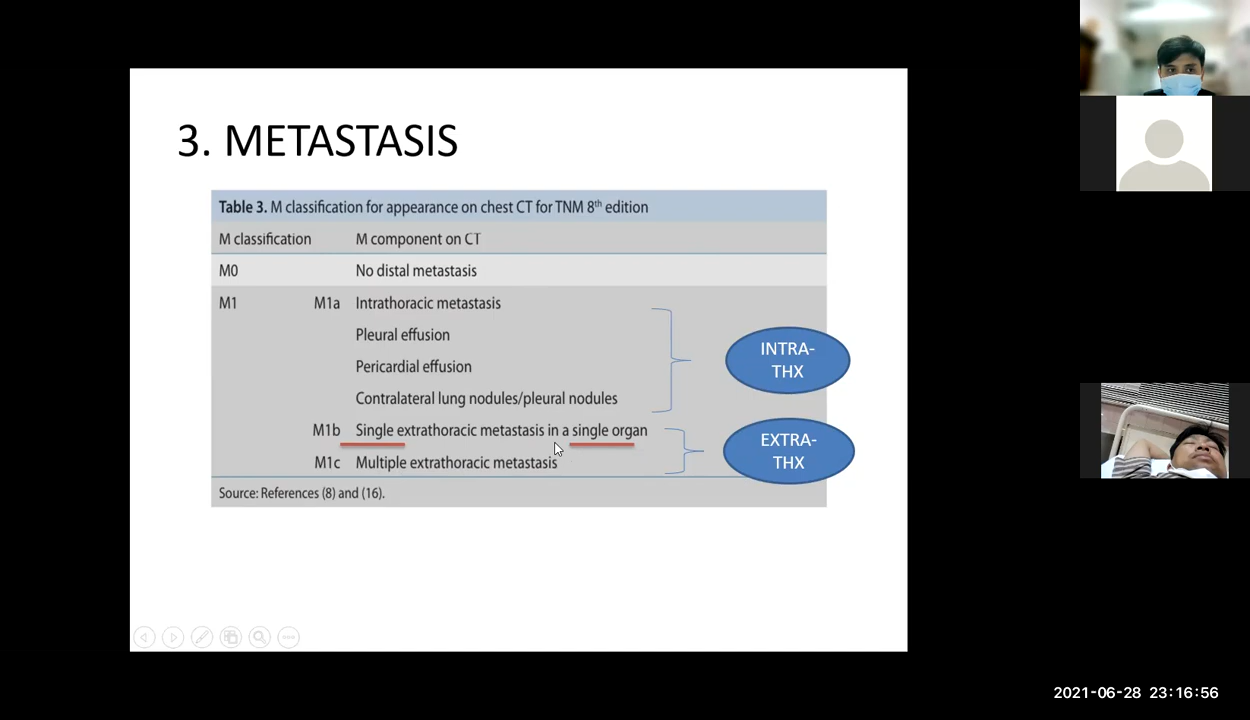 3. METASTASIS
Table 3. M classification for appearance on chest CT for TNM 8th edition
M classification M component on CT
M0 No distal metastasis
M1 M1a Intrathoracic metastasis
Pleural effusion
Pericardial effusion
Contralateral lung nodules/pleural nodules
INTRA-
THX
M1b Single extrathoracic metastasis in a single organ
M1c Multiple extrathoracic metastasis
EXTRA-
THX
Source: References (8) and (16).
2021-06-28 23:16:56